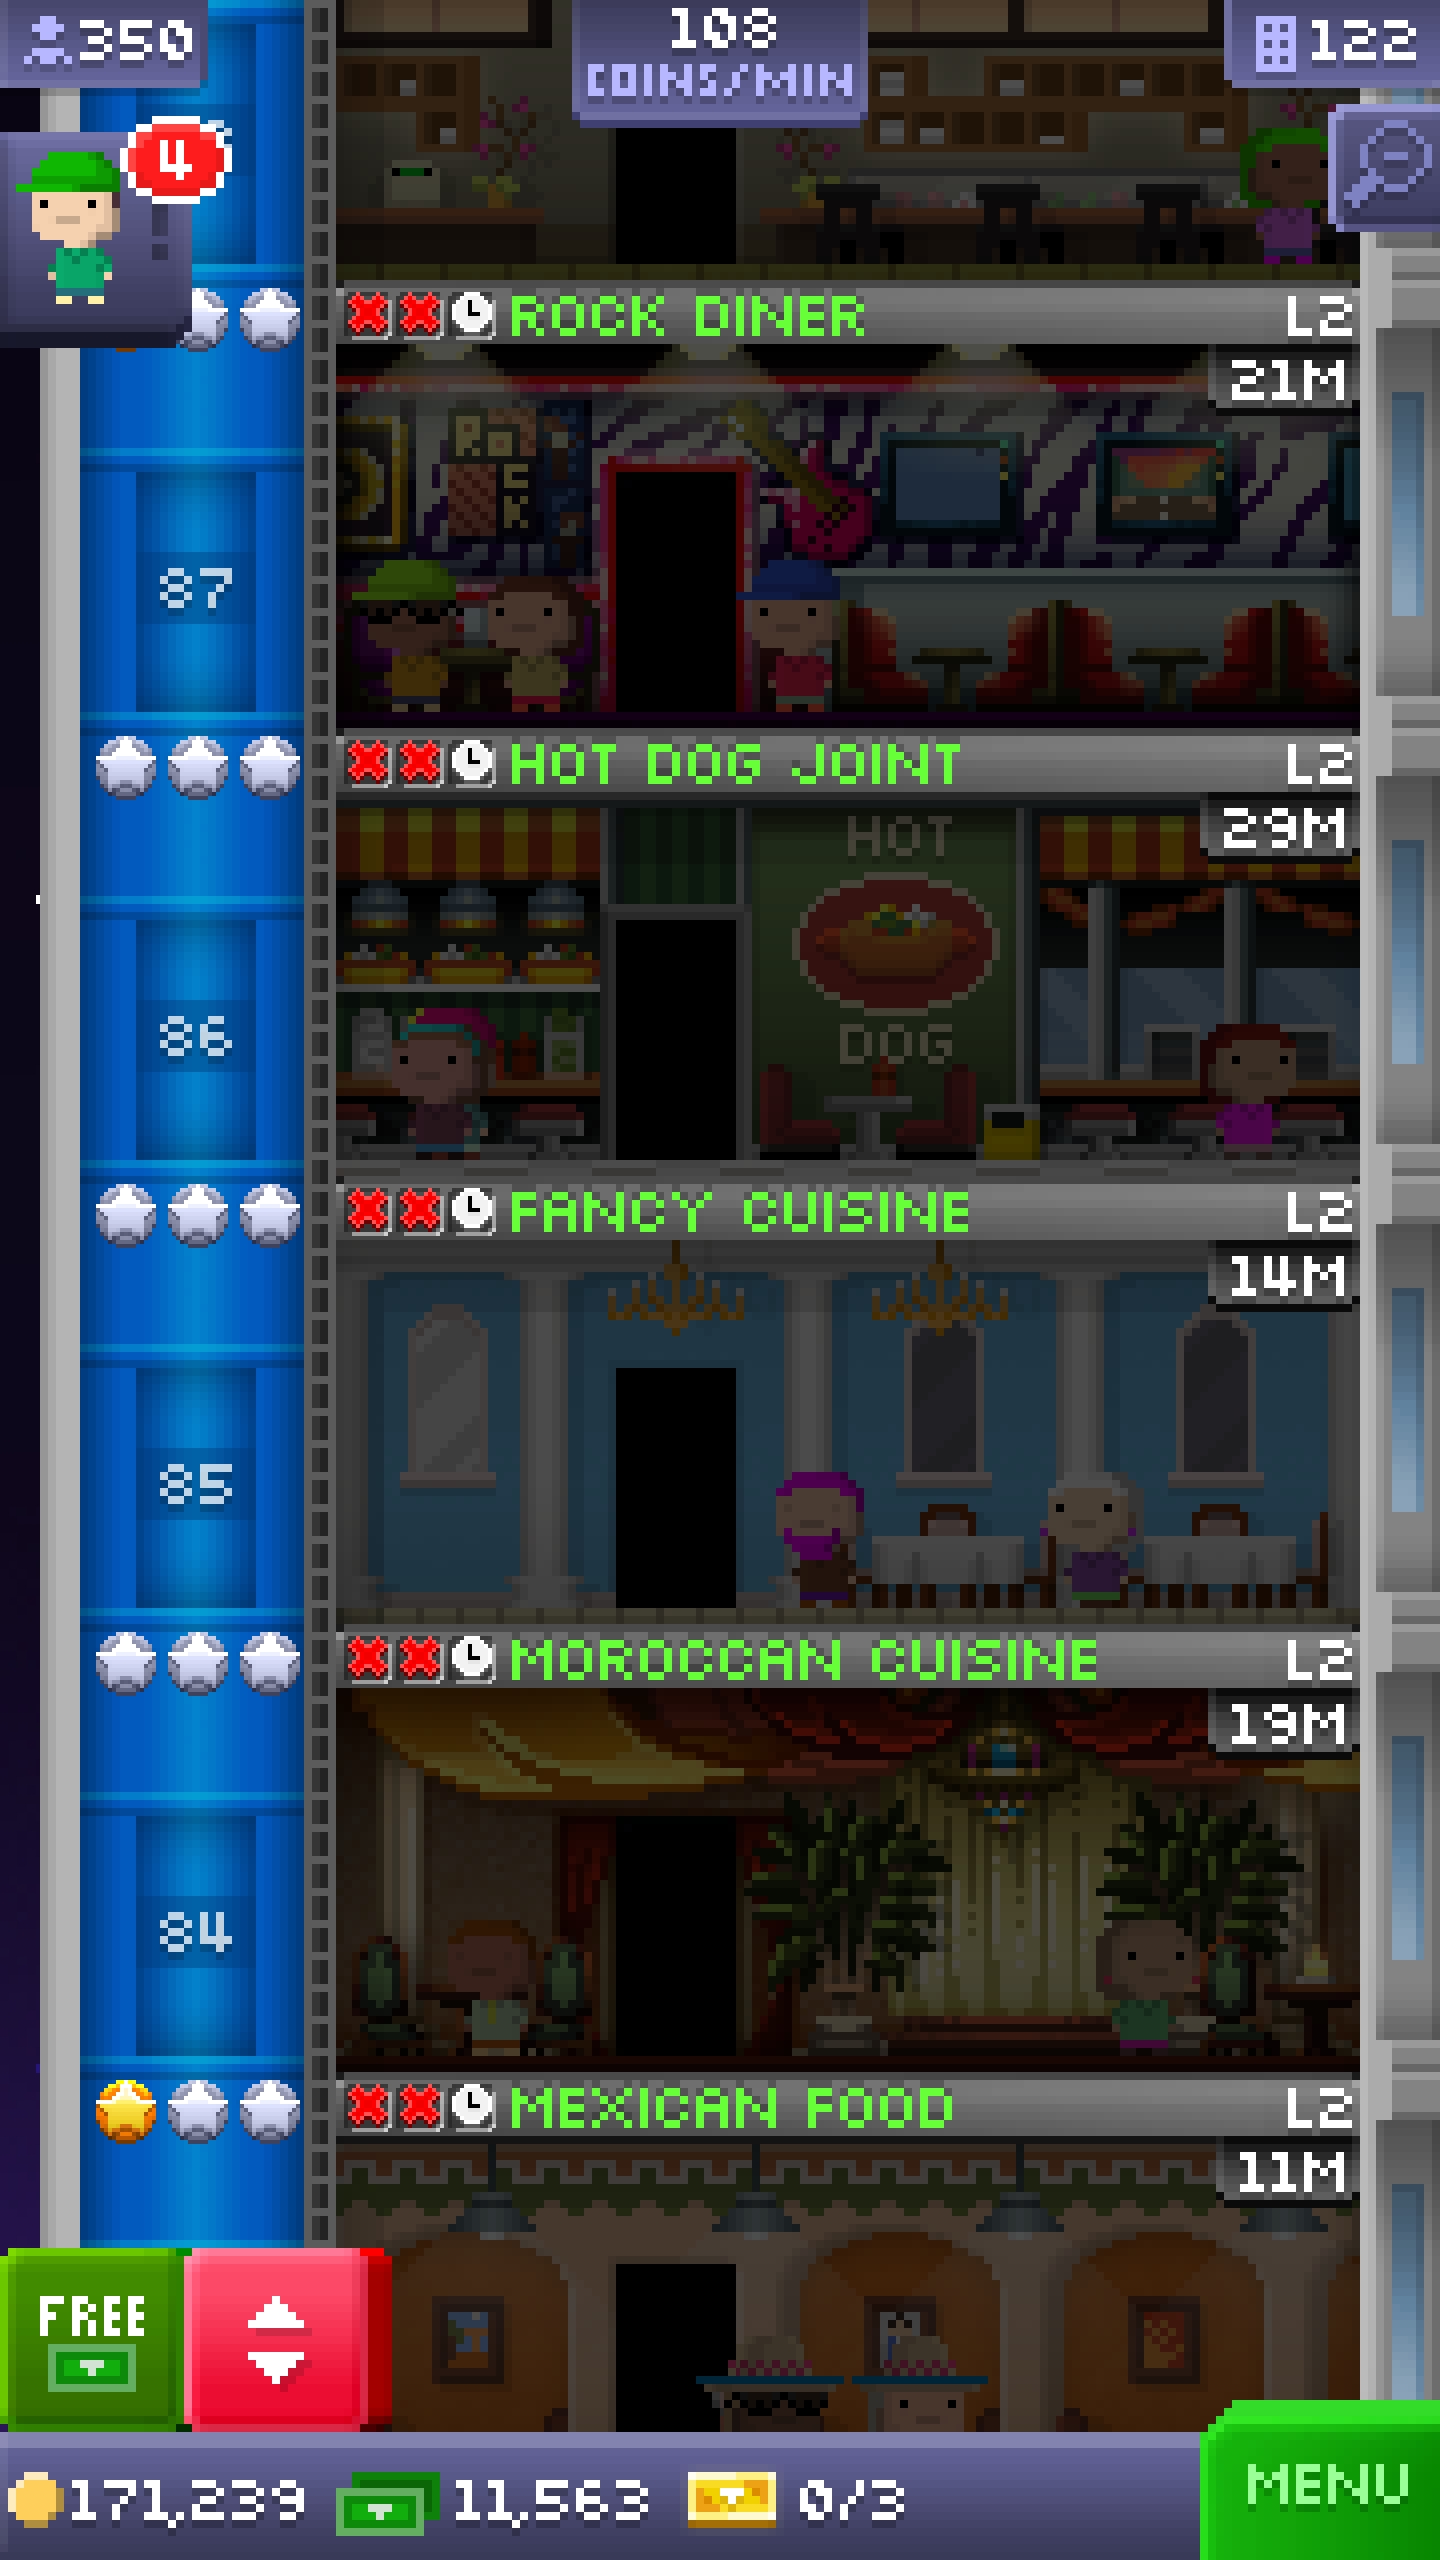 350
108
COINS/MIN
122
4
ROCK DINER L2
21M
87
HOT DOG JOINT L2
29M
HOT
DOG
86
FANCY CUISINE L2
14M
85
MOROCCAN CUISINE L2
19M
84
MEXICAN FOOD L2
11M
FREE
171,239
11,563
0/3
MENU